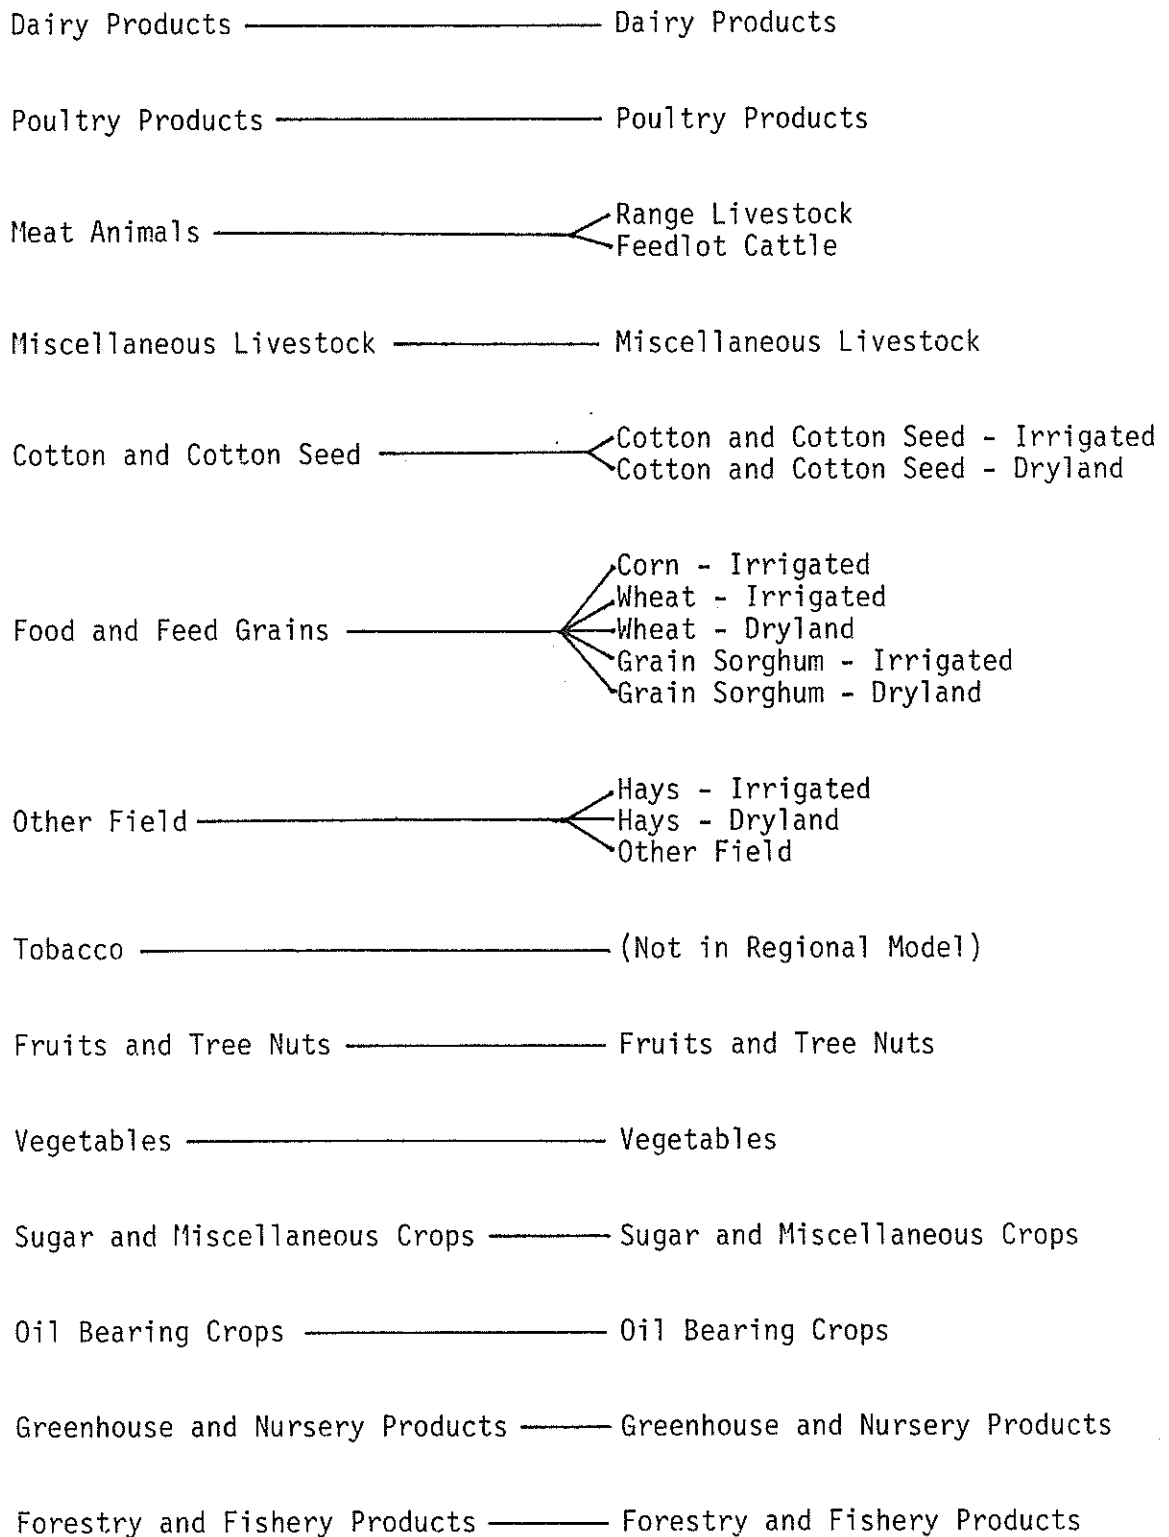 Dairy Products Dairy Products
Poultry Products Poultry Products
Range Livestock
Meat Animals
Feedlot Cattle
Miscellaneous Livestock Miscellaneous Livestock
Cotton and Cotton Seed - Irrigated
Cotton and Cotton Seed
Cotton and Cotton Seed - Dryland
Corn - Irrigated
Wheat - Irrigated
Food and Feed Grains Wheat - Dryland
Grain Sorghum - Irrigated
Grain Sorghum - Dryland
Hays - Irrigated
Other Field Hays - Dryland
Other Field
Tobacco (Not in Regional Model)
Fruits and Tree Nuts Fruits and Tree Nuts
Vegetables Vegetables
Sugar and Miscellaneous Crops Sugar and Miscellaneous Crops
Oil Bearing Crops Oil Bearing Crops
Greenhouse and Nursery Products Greenhouse and Nursery Products
Forestry and Fishery Products Forestry and Fishery Products